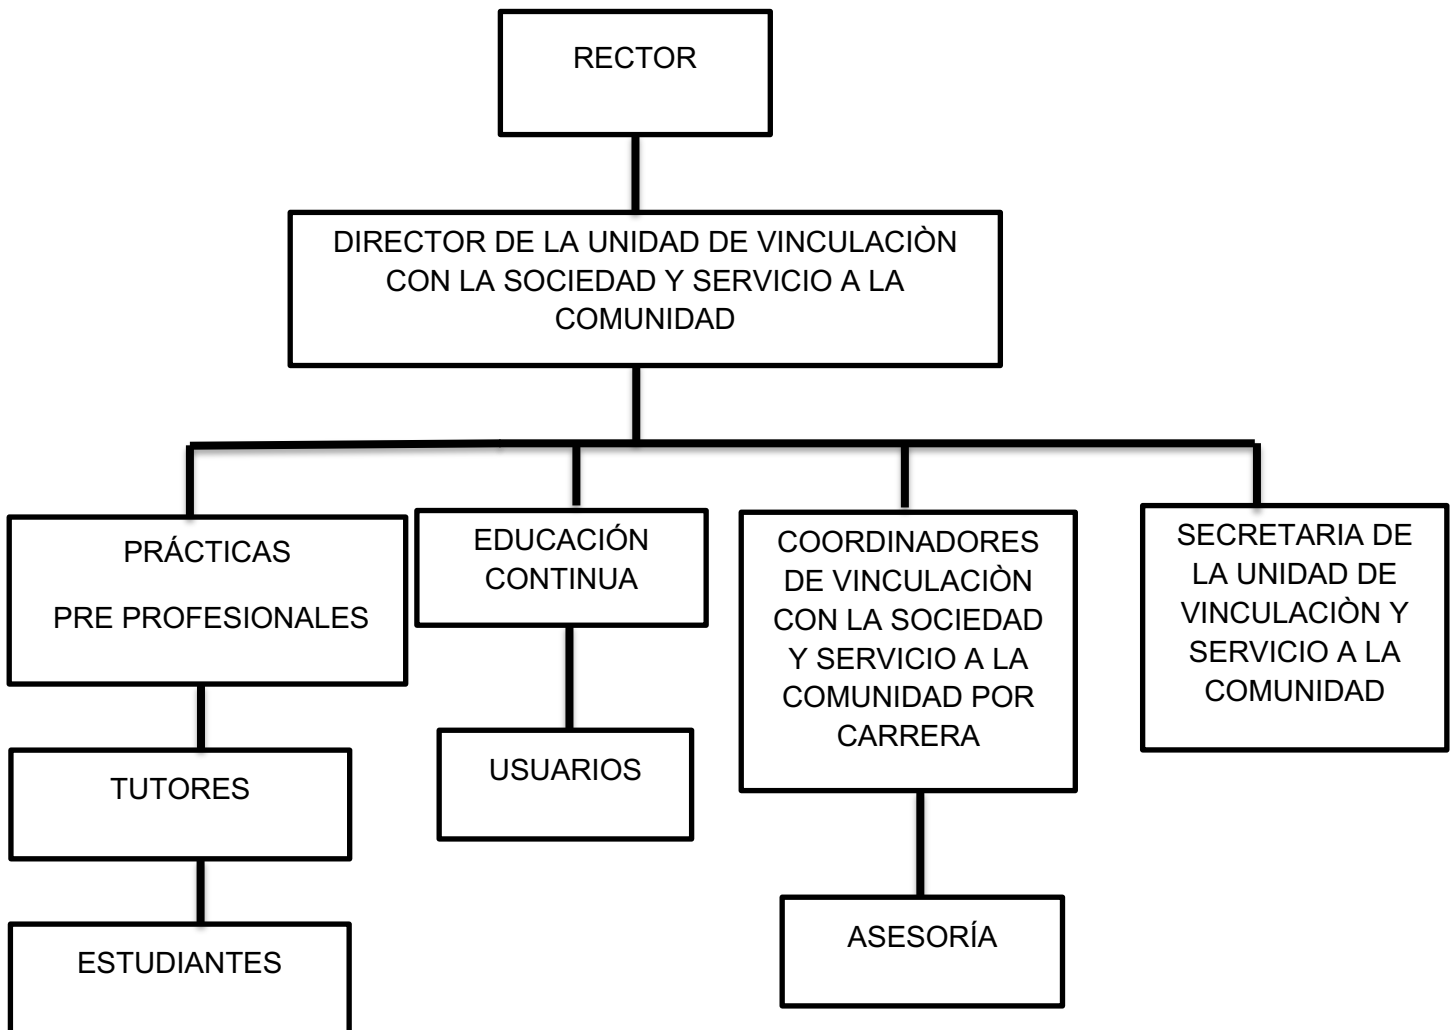 RECTOR
DIRECTOR DE LA UNIDAD DE VINCULACIÒN
CON LA SOCIEDAD Y SERVICIO A LA
COMUNIDAD
PRÁCTICAS
PRE PROFESIONALES
EDUCACIÓN
CONTINUA
COORDINADORES
DE VINCULACIÒN
CON LA SOCIEDAD
Y SERVICIO A LA
COMUNIDAD POR
CARRERA
SECRETARIA DE
LA UNIDAD DE
VINCULACIÒN Y
SERVICIO A LA
COMUNIDAD
TUTORES
USUARIOS
ESTUDIANTES
ASESORÍA